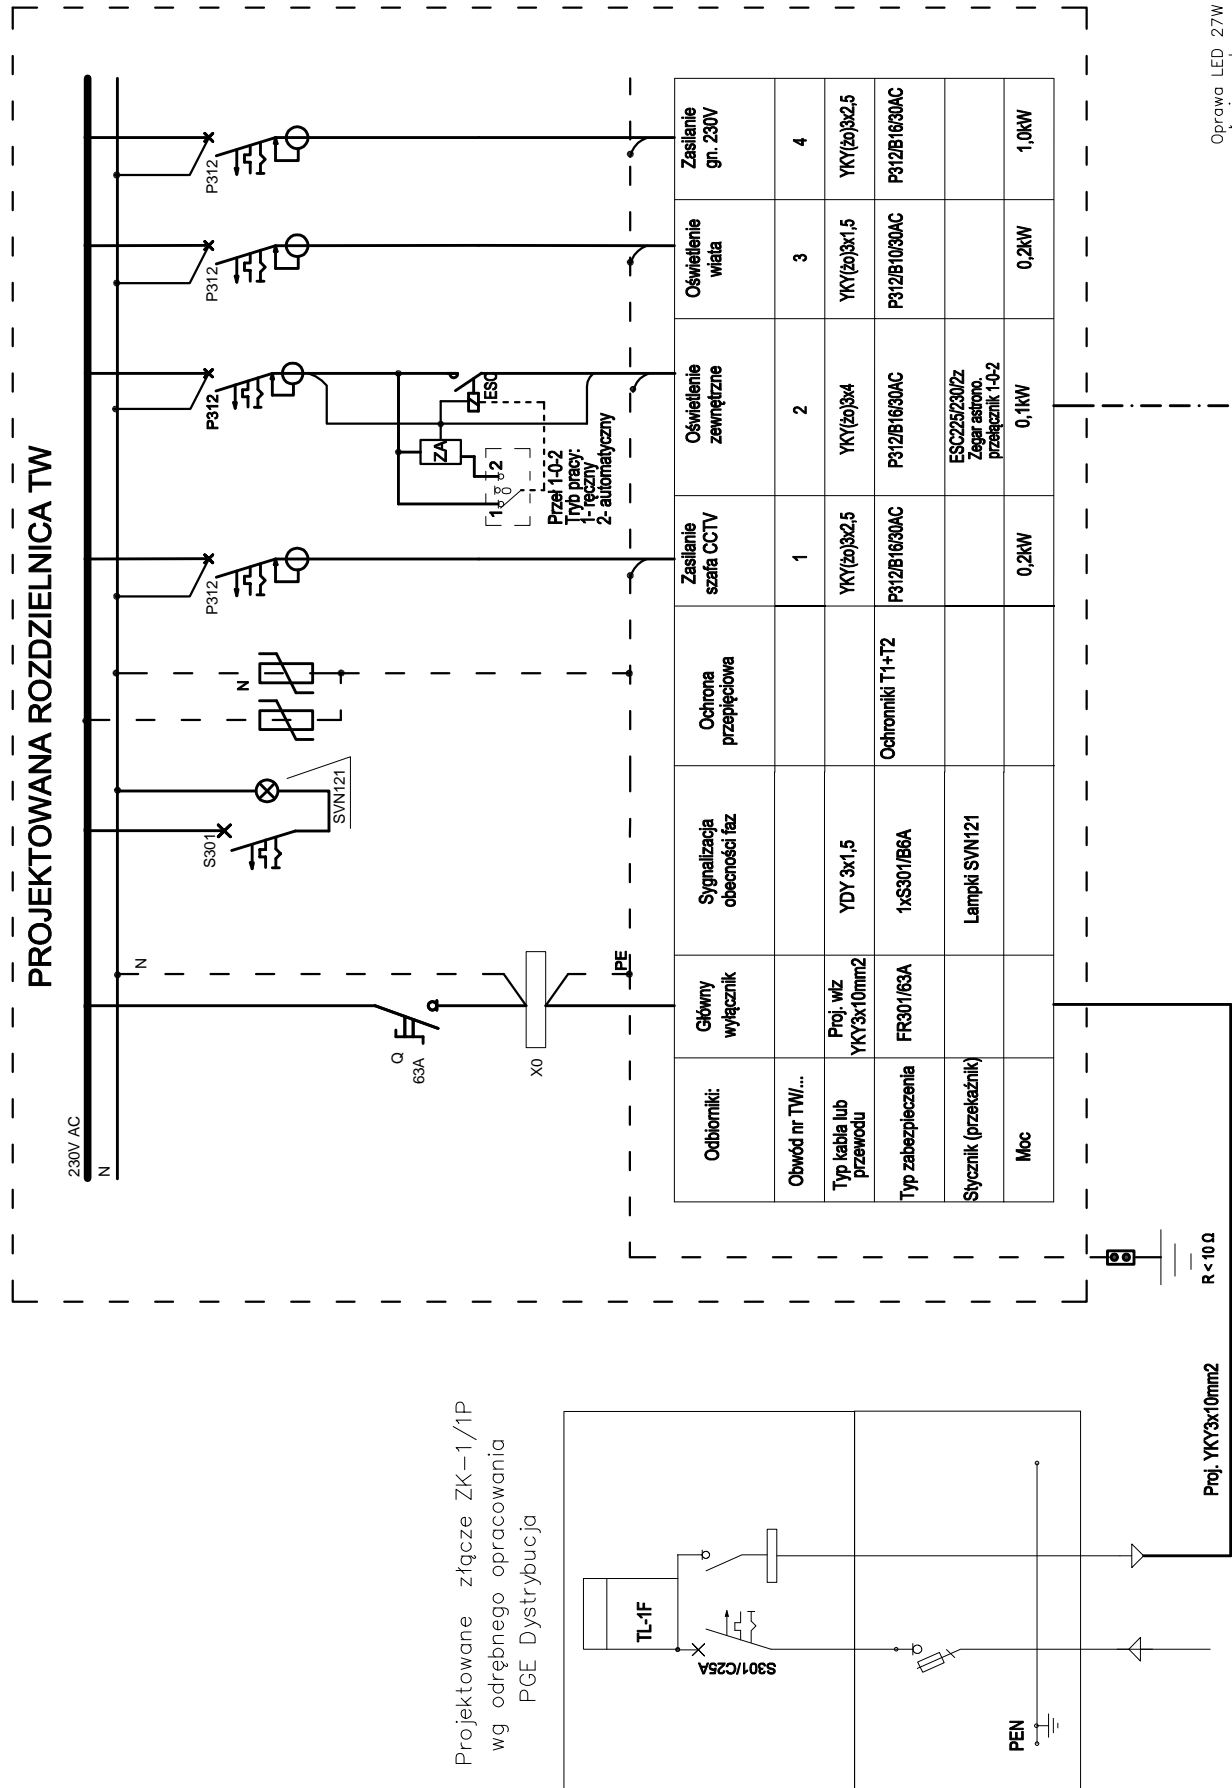 PROJEKTOWANA ROZDZIELNICA TW
230V AC
N
N
Q
63A
X0
PE
S301
SVN121
N
P312
P312
ZA
ESC
1
0
2
Przeł 1-0-2
Tryb pracy:
1- ręczny
2- automatyczny
P312
P312
Odbiorniki:
Główny
wyłącznik
Sygnalizacja
obecności faz
Ochrona
przepięciowa
Zasilanie
szafa CCTV
Oświetlenie
zewnętrzne
Oświetlenie
wiata
Zasilanie
gn. 230V
Obwód nr TW/...
1
2
3
4
Typ kabla lub
przewodu
Proj. wlz
YKY3x10mm2
YDY 3x1,5
YKY(żo)3x2,5
YKY(żo)3x4
YKY(żo)3x1,5
YKY(żo)3x2,5
Typ zabezpieczenia
FR301/63A
1xS301/B6A
Ochronniki T1+T2
P312/B16/30AC
P312/B16/30AC
P312/B10/30AC
P312/B16/30AC
Stycznik (przekaźnik)
Lampki SVN121
ESC225/230/2z
Zegar astrono.
przełącznik 1-0-2
Moc
0,2kW
0,1kW
0,2kW
1,0kW
R < 10 Ω
Oprawa LED 27W
Projektowane złącze ZK-1/1P
wg odrębnego opracowania
PGE Dystrybucja
TL-1F
S301/C25A
PEN
Proj. YKY3x10mm2